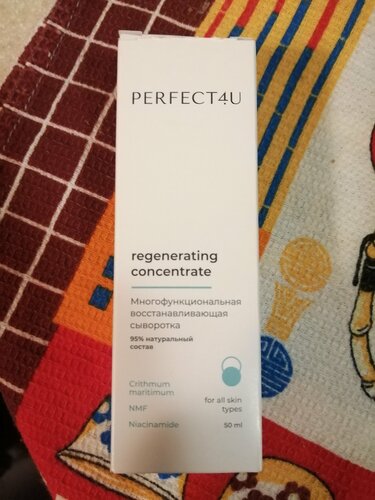 PERFECT4U
regenerating
concentrate
Многофункциональная
восстанавливающая
сыворотка
95% натуральный
состав
Crithmum
maritimum
NMF
Niacinamide
for all skin
types
50 ml